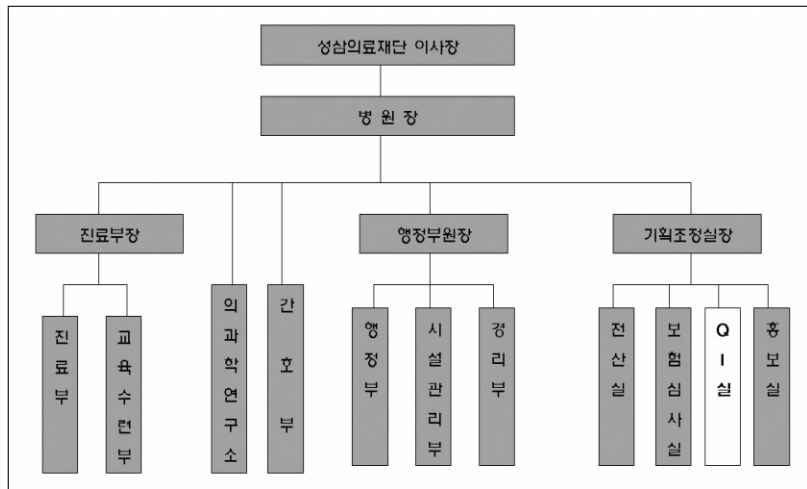 성삼의료재단 이사장
병 원 장
진료부장
행정부원장
기획조정실장
진료부
교육수련부
의과학연구소
간 호 부
행정부
시설관리부
경리부
전산실
보험심사실
QI실
홍보실